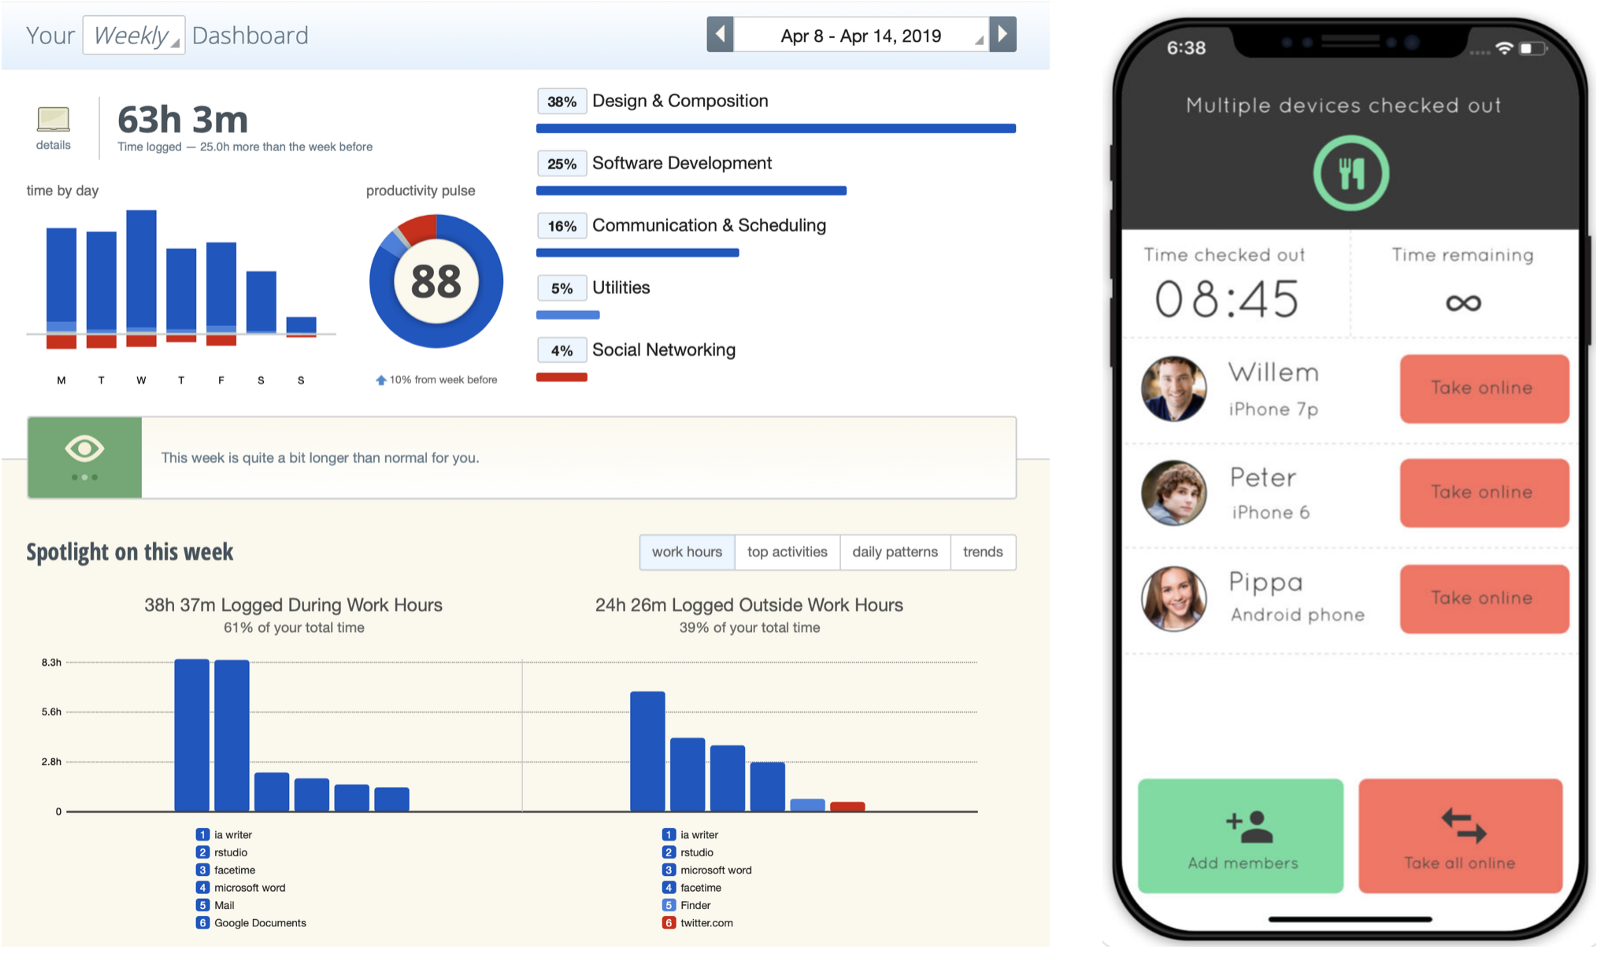 Your Weekly Dashboard
Apr 8 - Apr 14, 2019
details
63h 3m
Time logged — 25.0h more than the week before
time by day
M T W T F S S
productivity pulse
88
10% from week before
38% Design & Composition
25% Software Development
16% Communication & Scheduling
5% Utilities
4% Social Networking
This week is quite a bit longer than normal for you.
Spotlight on this week
work hours top activities daily patterns trends
38h 37m Logged During Work Hours
61% of your total time
24h 26m Logged Outside Work Hours
39% of your total time
8.3h
5.6h
2.8h
0
1 ia writer
2 rstudio
3 facetime
4 microsoft word
5 Mail
6 Google Documents
1 ia writer
2 rstudio
3 microsoft word
4 facetime
5 Finder
6 twitter.com
6:38
Multiple devices checked out
Time checked out
08:45
Time remaining
∞
Willem
iPhone 7p
Take online
Peter
iPhone 6
Take online
Pippa
Android phone
Take online
Add members
Take all online